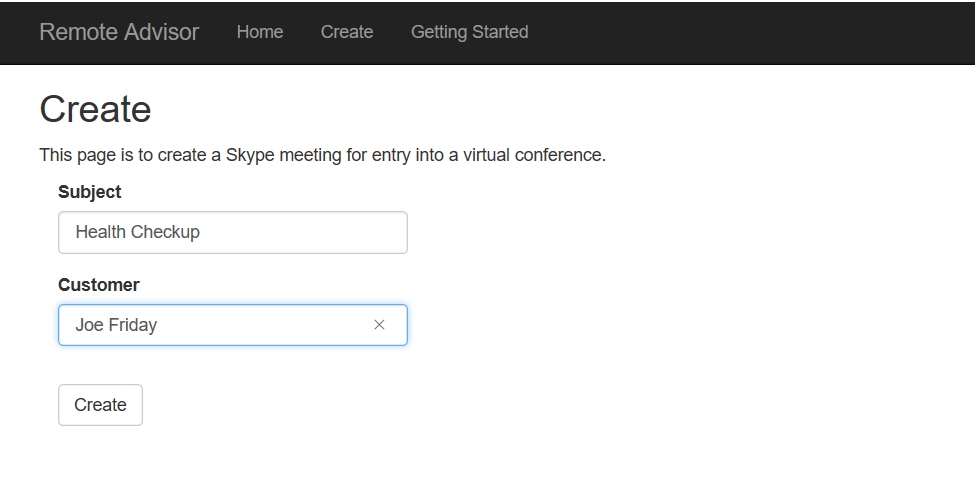 Remote Advisor Home Create Getting Started
Create
This page is to create a Skype meeting for entry into a virtual conference.
Subject
Health Checkup
Customer
Joe Friday
Create